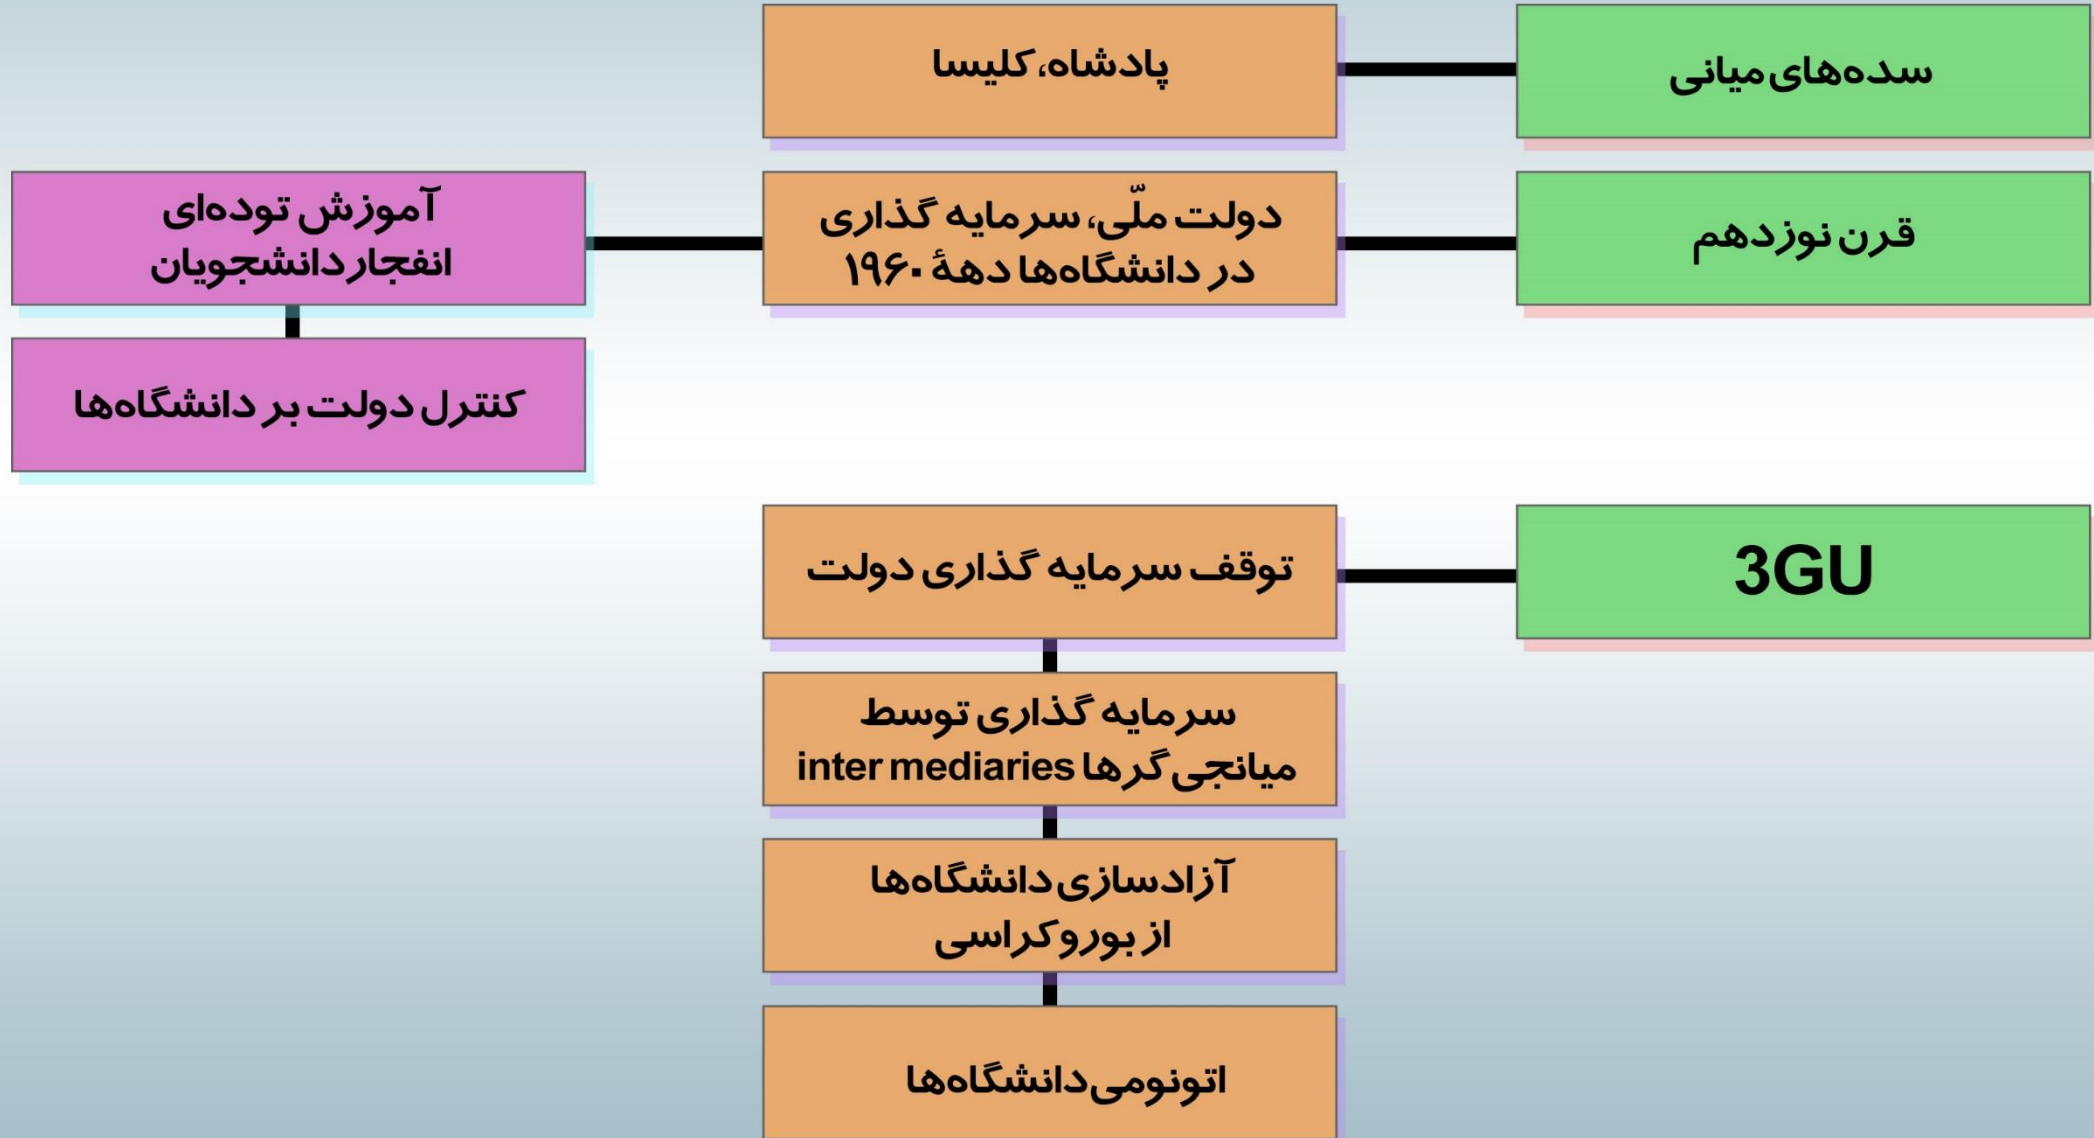 سده‌های میانی
پادشاه، کلیسا
قرن نوزدهم
دولت ملّی، سرمایه گذاری
در دانشگاه‌ها دههٔ ۱۹۶۰
آموزش توده‌ای
انفجار دانشجویان
کنترل دولت بر دانشگاه‌ها
3GU
توقف سرمایه گذاری دولت
سرمایه گذاری توسط
میانجی‌گرها inter mediaries
آزادسازی دانشگاه‌ها
از بوروکراسی
اتونومی دانشگاه‌ها